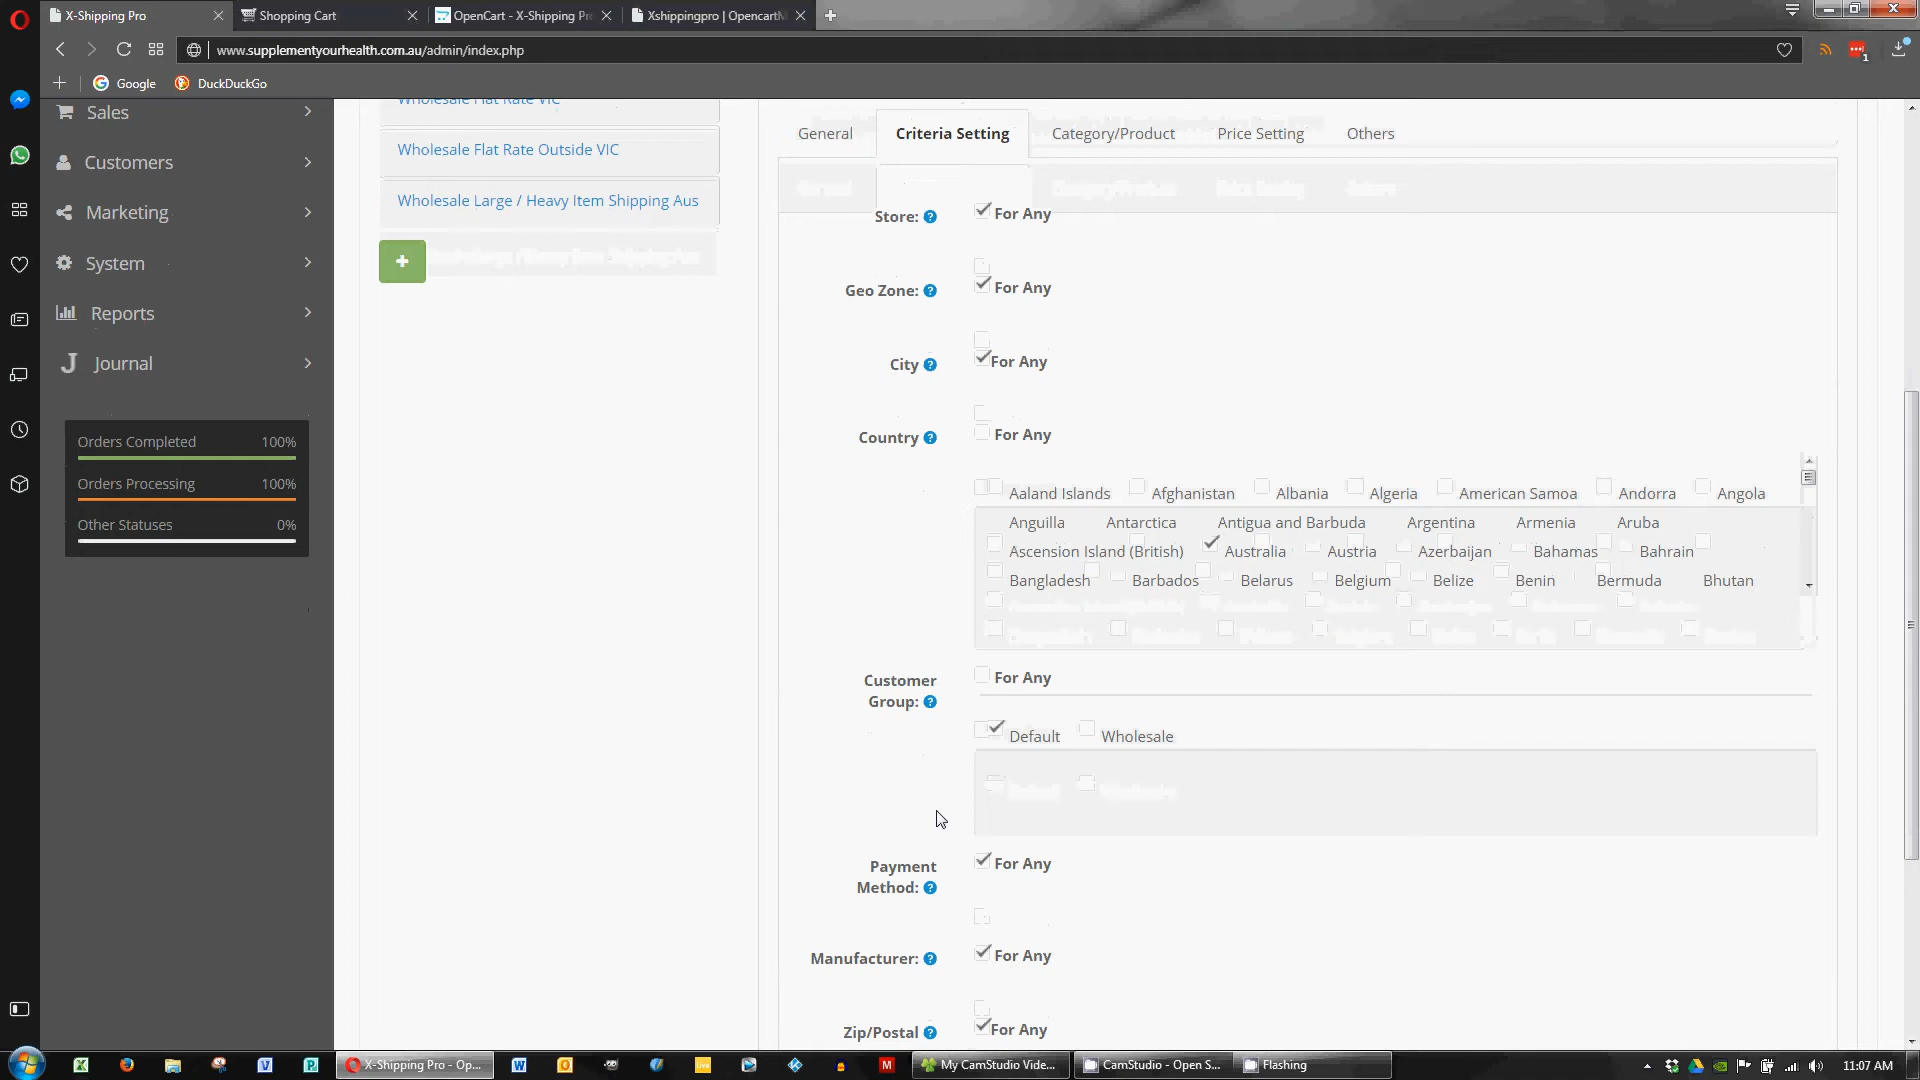 X-Shipping Pro
Shopping Cart
OpenCart - X-Shipping Pr
Xshippingpro | Opencart
www.supplementyourhealth.com.au/admin/index.php
1
Google
DuckDuckGo
Sales
Customers
Marketing
System
Reports
Journal
Orders Completed 100%
Orders Processing 100%
Other Statuses 0%
Wholesale Flat Rate VIC
Wholesale Flat Rate Outside VIC
Wholesale Large / Heavy Item Shipping Aus
General
Criteria Setting
Category/Product
Price Setting
Others
Store: For Any
Geo Zone: For Any
City For Any
Country For Any
Aaland Islands Afghanistan Albania Algeria American Samoa Andorra Angola
Anguilla Antarctica Antigua and Barbuda Argentina Armenia Aruba
Ascension Island (British) Australia Austria Azerbaijan Bahamas Bahrain
Bangladesh Barbados Belarus Belgium Belize Benin Bermuda Bhutan
Customer For Any
Group:
Default Wholesale
Payment For Any
Method:
Manufacturer: For Any
Zip/Postal For Any
X-Shipping Pro - Op...
My CamStudio Vide...
CamStudio - Open S...
Flashing
11:07 AM